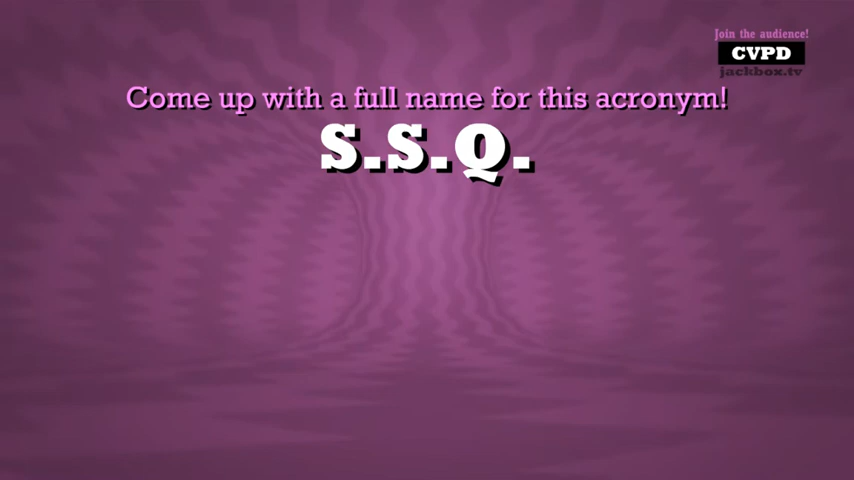 Join the audience!
CVPD
jackbox.tv
Come up with a full name for this acronym!
S.S.Q.